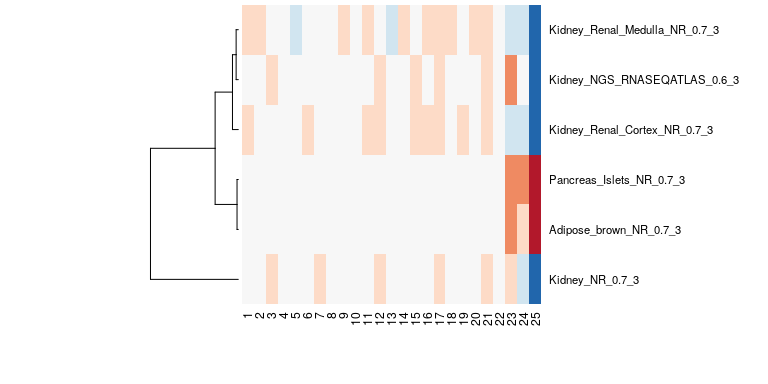 Kidney_Renal_Medulla_NR_0.7_3
Kidney_NGS_RNASEQATLAS_0.6_3
Kidney_Renal_Cortex_NR_0.7_3
Pancreas_Islets_NR_0.7_3
Adipose_brown_NR_0.7_3
Kidney_NR_0.7_3
1 2 3 4 5 6 7 8 9 10 11 12 13 14 15 16 17 18 19 20 21 22 23 24 25